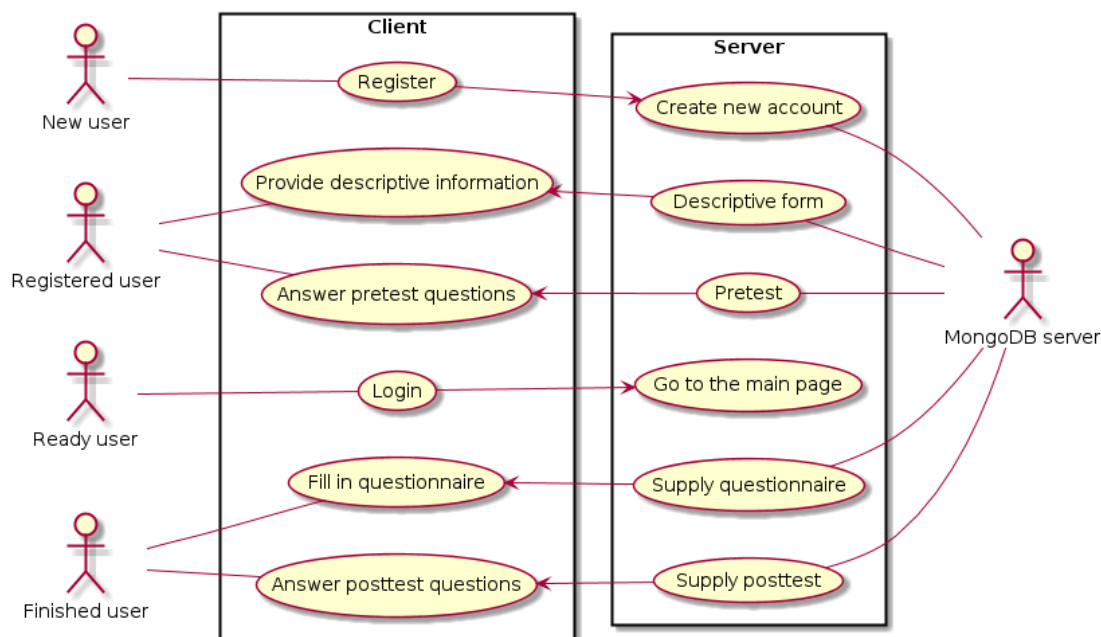 Client
Server
New user
Register
Create new account
Registered user
Provide descriptive information
Descriptive form
Answer pretest questions
Pretest
MongoDB server
Ready user
Login
Go to the main page
Finished user
Fill in questionnaire
Supply questionnaire
Answer posttest questions
Supply posttest